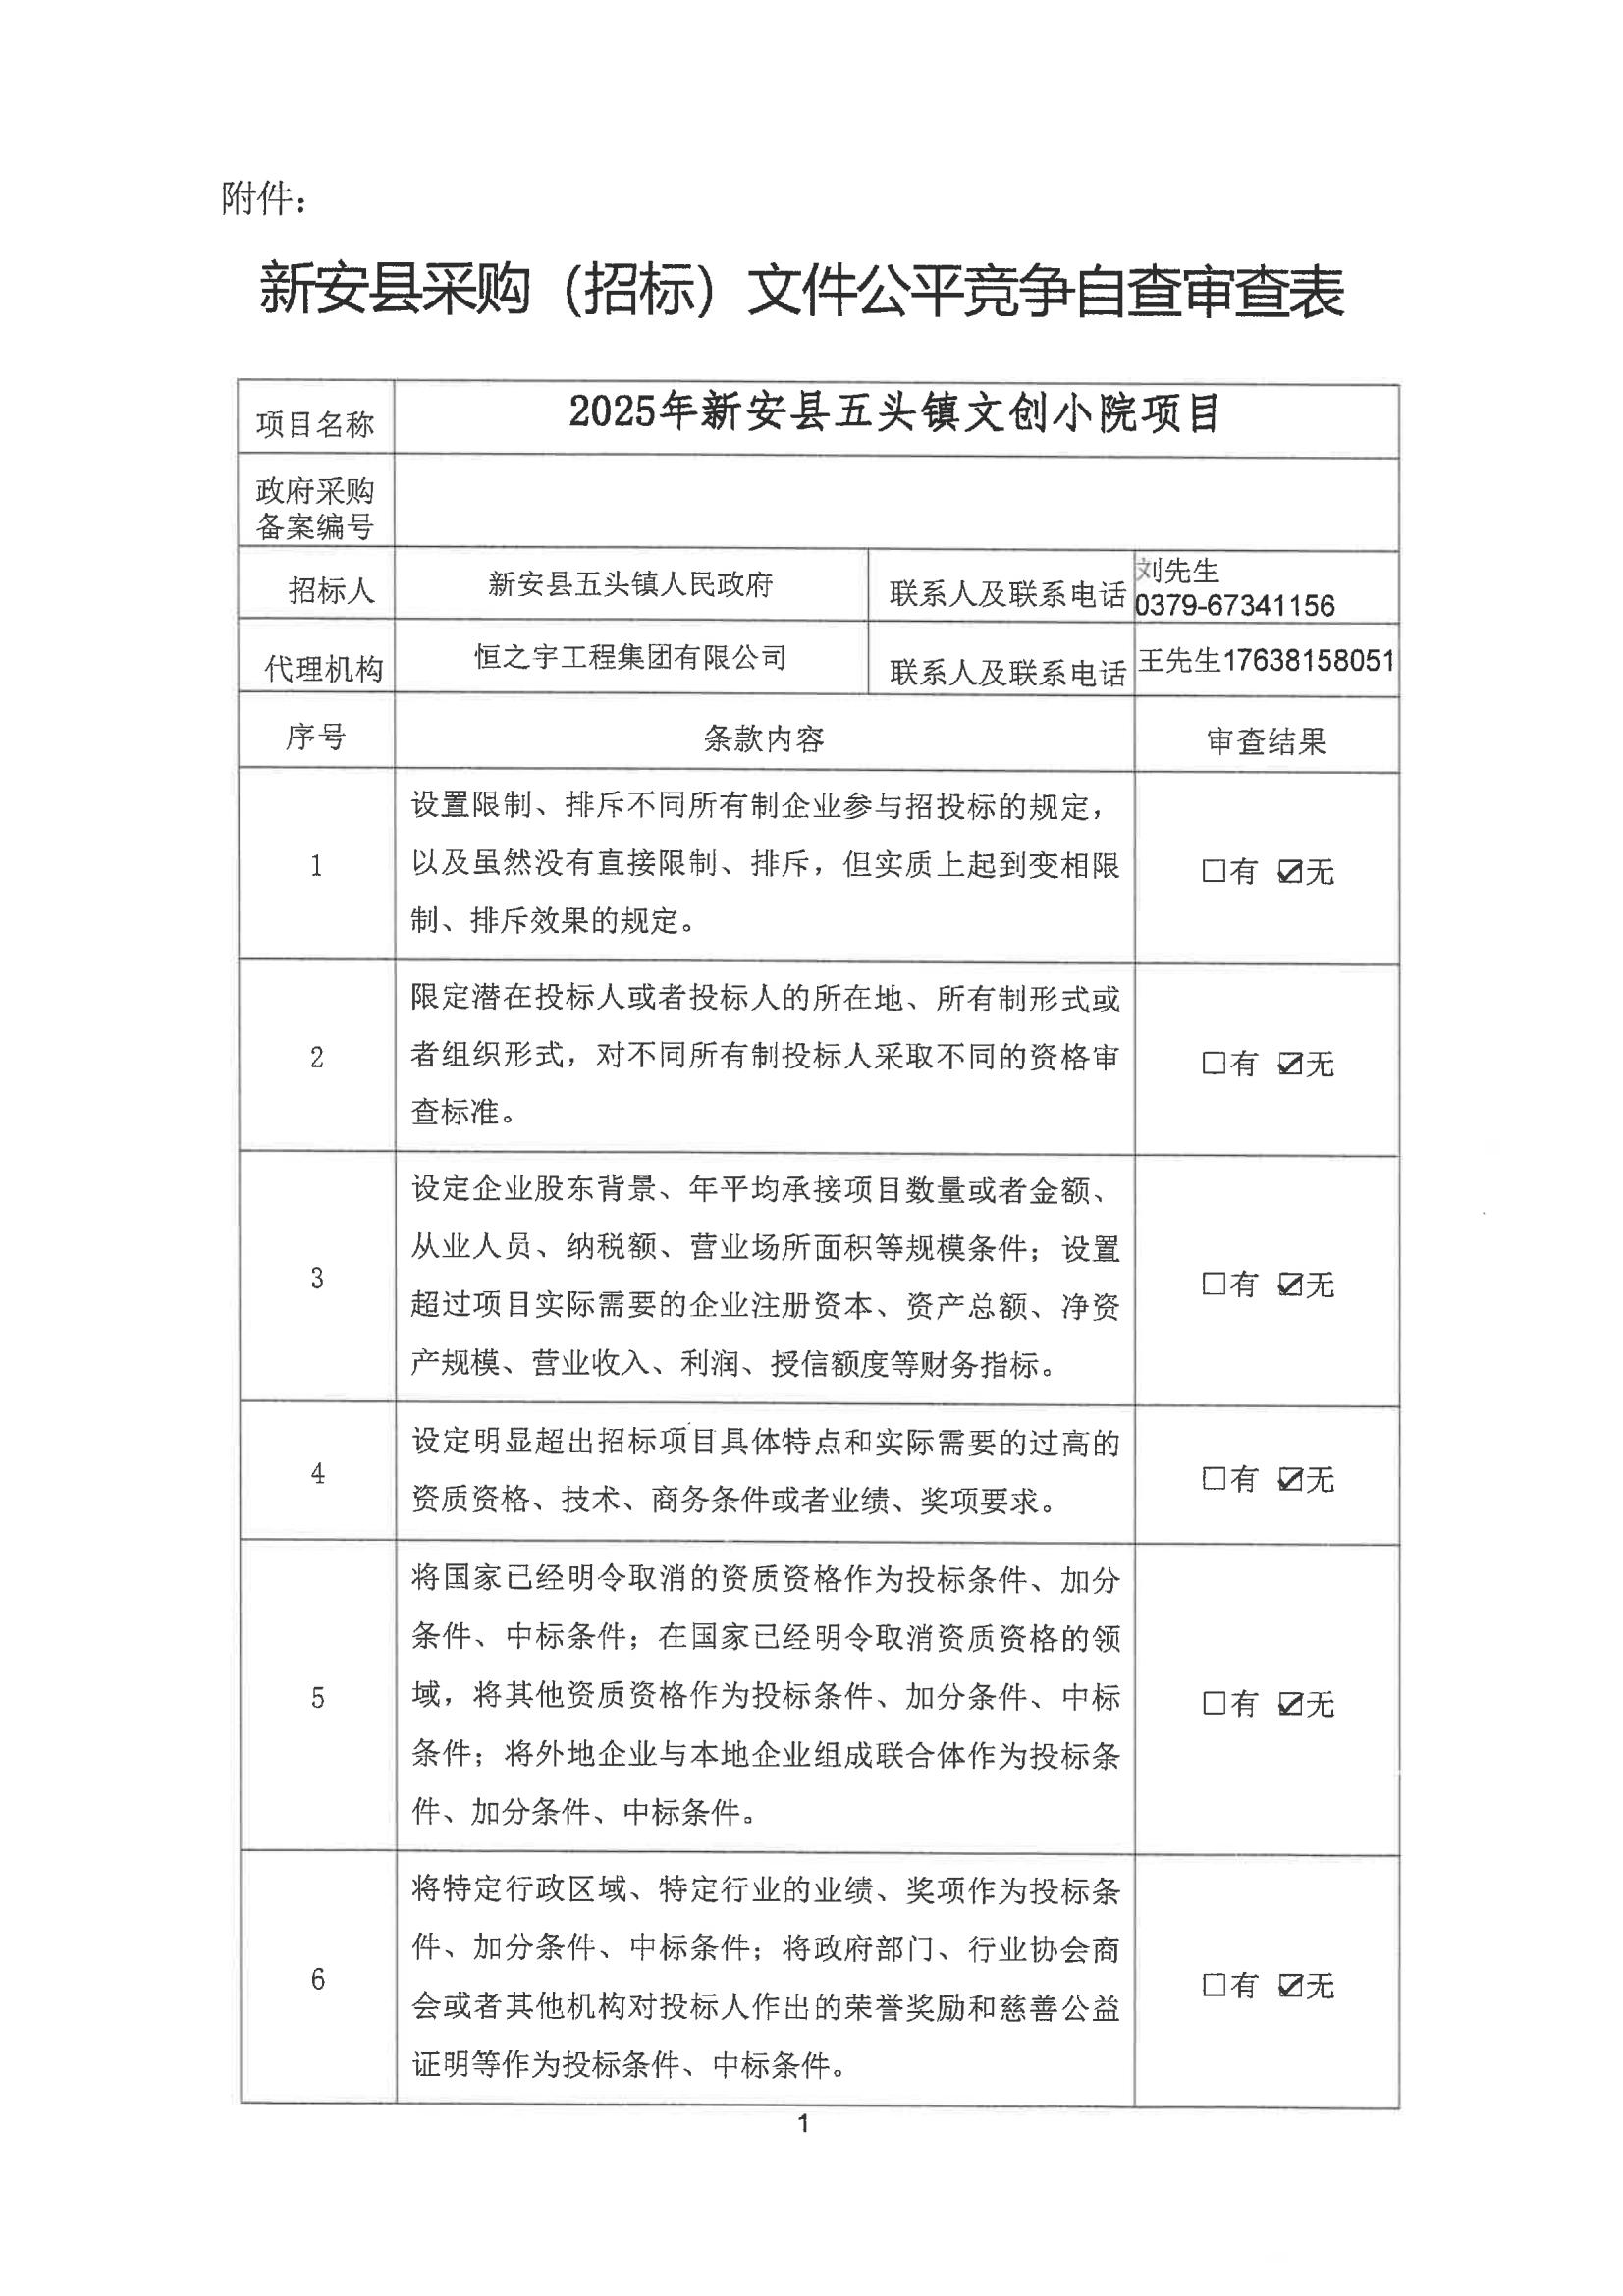 附件：
新安县采购（招标）文件公平竞争自查审查表
项目名称
2025年新安县五头镇文创小院项目
政府采购
备案编号
招标人
新安县五头镇人民政府
联系人及联系电话
刘先生
0379-67341156
代理机构
恒之宇工程集团有限公司
联系人及联系电话
王先生17638158051
序号
条款内容
审查结果
1
设置限制、排斥不同所有制企业参与招投标的规定，
以及虽然没有直接限制、排斥，但实质上起到变相限
制、排斥效果的规定。
☐有 ☑无
2
限定潜在投标人或者投标人的所在地、所有制形式或
者组织形式，对不同所有制投标人采取不同的资格审
查标准。
☐有 ☑无
3
设定企业股东背景、年平均承接项目数量或者金额、
从业人员、纳税额、营业场所面积等规模条件；设置
超过项目实际需要的企业注册资本、资产总额、净资
产规模、营业收入、利润、授信额度等财务指标。
☐有 ☑无
4
设定明显超出招标项目具体特点和实际需要的过高的
资质资格、技术、商务条件或者业绩、奖项要求。
☐有 ☑无
5
将国家已经明令取消的资质资格作为投标条件、加分
条件、中标条件；在国家已经明令取消资质资格的领
域，将其他资质资格作为投标条件、加分条件、中标
条件；将外地企业与本地企业组成联合体作为投标条
件、加分条件、中标条件。
☐有 ☑无
6
将特定行政区域、特定行业的业绩、奖项作为投标条
件、加分条件、中标条件；将政府部门、行业协会商
会或者其他机构对投标人作出的荣誉奖励和慈善公益
证明等作为投标条件、中标条件。
☐有 ☑无
1